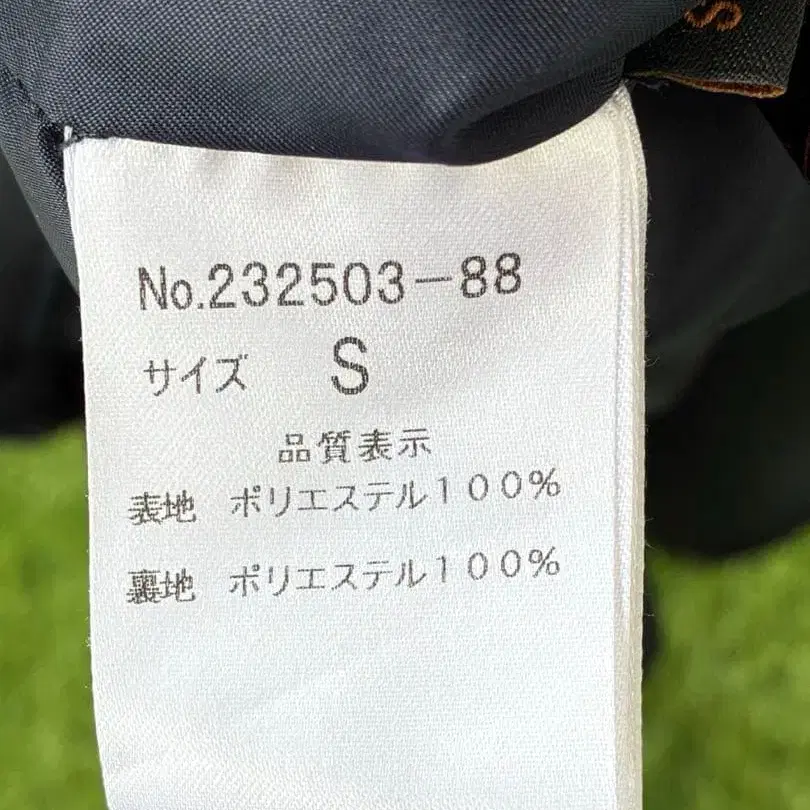 S
No.232503-88
サイズ S
品質表示
表地 ポリエステル100%
裏地 ポリエステル100%